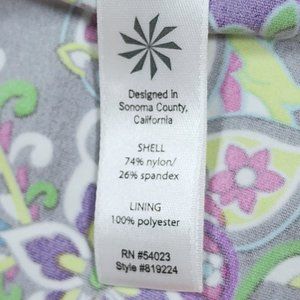 Designed in
Sonoma County,
California
SHELL
74% nylon/
26% spandex
LINING
100% polyester
RN #54023
Style #819224